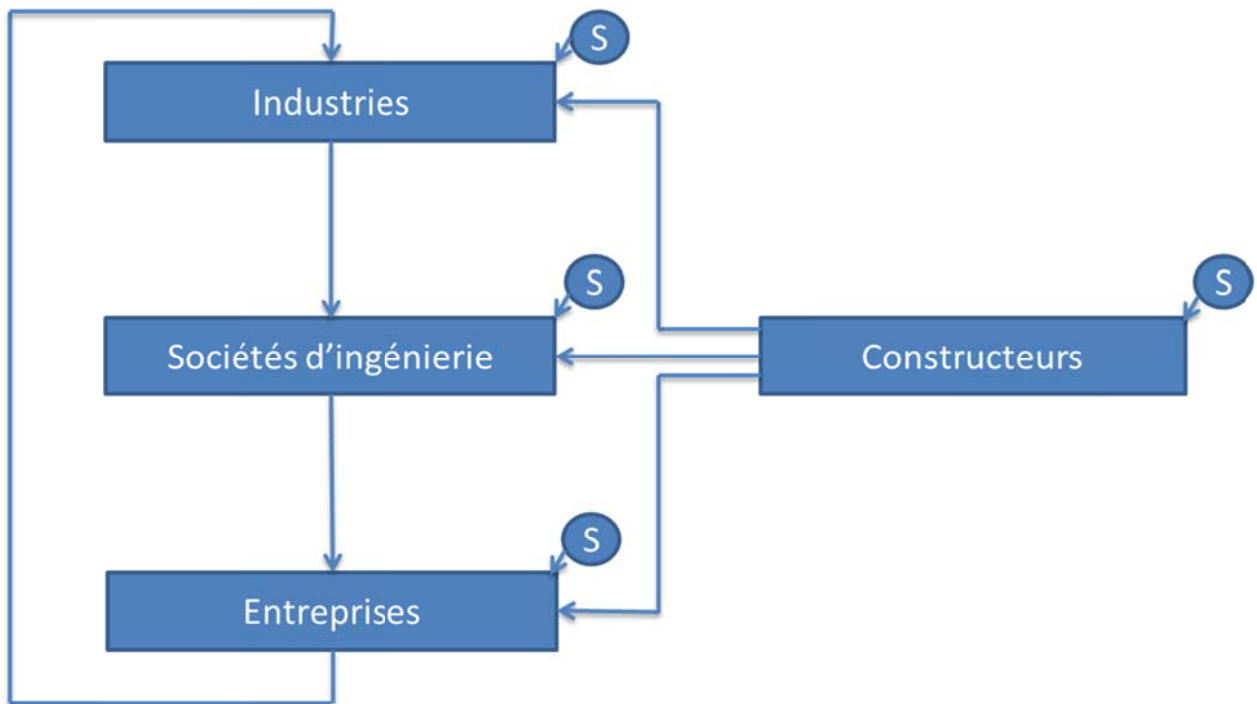 S
Industries
S
S
Sociétés d'ingénierie
Constructeurs
S
Entreprises